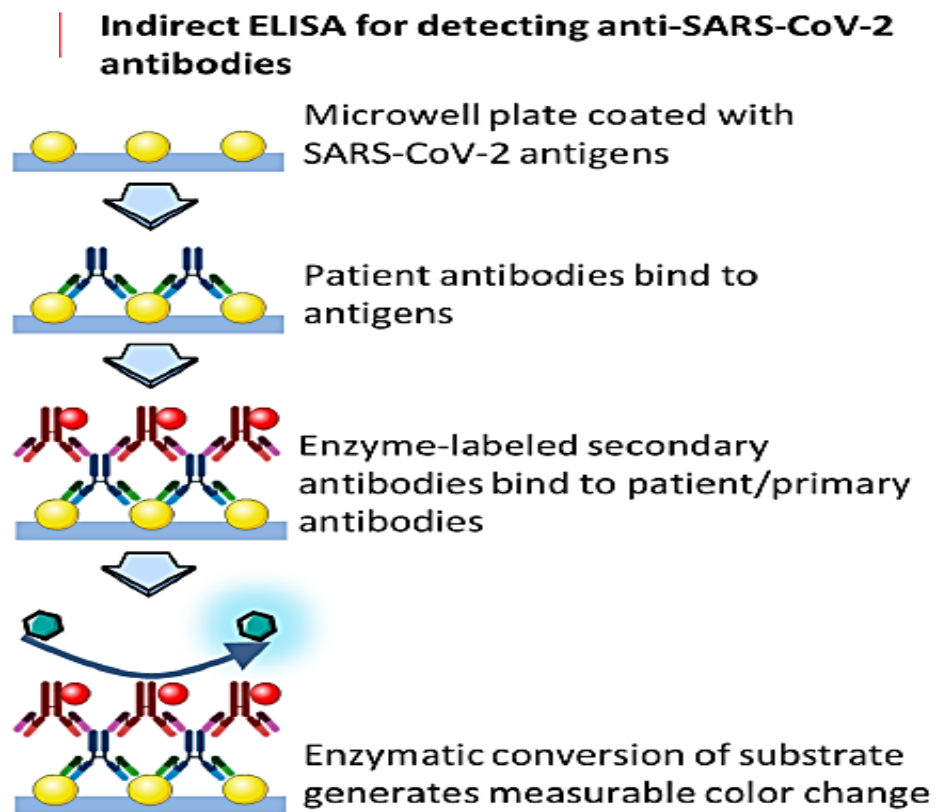 Indirect ELISA for detecting anti-SARS-CoV-2
antibodies
Microwell plate coated with
SARS-CoV-2 antigens
Patient antibodies bind to
antigens
Enzyme-labeled secondary
antibodies bind to patient/primary
antibodies
Enzymatic conversion of substrate
generates measurable color change